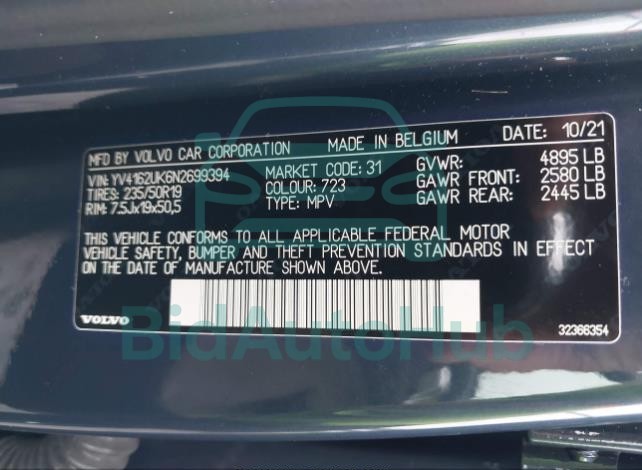 MFD BY VOLVO CAR CORPORATION MADE IN BELGIUM DATE: 10/21
VIN: YV4162UK6N2699394 MARKET CODE: 31 GVWR: 4895 LB
TIRES: 235/50R19 COLOUR: 723 GAWR FRONT: 2580 LB
RIM: 7.5Jx19x50,5 TYPE: MPV GAWR REAR: 2445 LB
THIS VEHICLE CONFORMS TO ALL APPLICABLE FEDERAL MOTOR
VEHICLE SAFETY, BUMPER AND THEFT PREVENTION STANDARDS IN EFFECT
ON THE DATE OF MANUFACTURE SHOWN ABOVE.
VOLVO 32366354
BidAutoHub